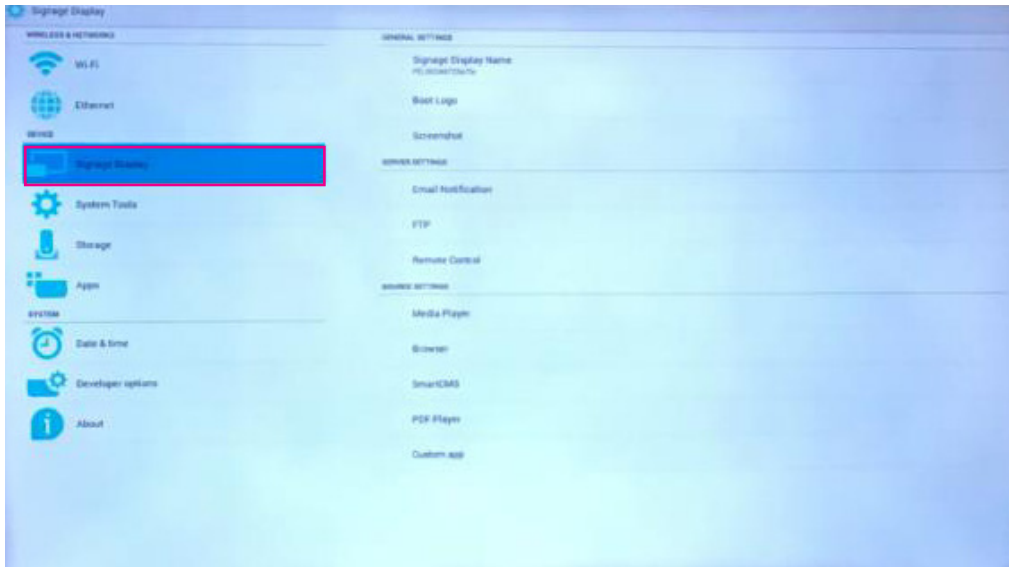 Signage Display
WIRELESS & NETWORKS
Wi-Fi
Ethernet
DEVICE
Signage Display
System Tools
Storage
Apps
SYSTEM
Date & time
Developer options
About
GENERAL SETTINGS
Signage Display Name
Boot Logo
Screenshot
SERVER SETTINGS
Email Notification
FTP
Remote Control
SOURCE SETTINGS
Media Player
Browser
SmartCMS
PDF Player
Custom app